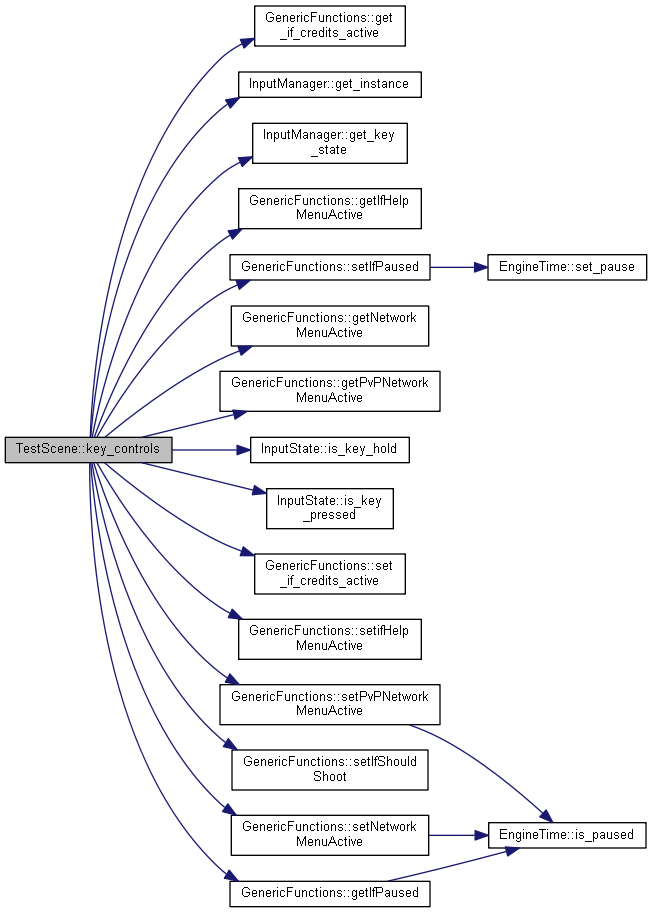 GenericFunctions::get
_if_credits_active
InputManager::get_instance
InputManager::get_key
_state
GenericFunctions::getIfHelp
MenuActive
GenericFunctions::setIfPaused
EngineTime::set_pause
GenericFunctions::getNetwork
MenuActive
GenericFunctions::getPvPNetwork
MenuActive
TestScene::key_controls
InputState::is_key_hold
InputState::is_key
_pressed
GenericFunctions::set
_if_credits_active
GenericFunctions::setifHelp
MenuActive
GenericFunctions::setPvPNetwork
MenuActive
GenericFunctions::setIfShould
Shoot
GenericFunctions::setNetwork
MenuActive
EngineTime::is_paused
GenericFunctions::getIfPaused